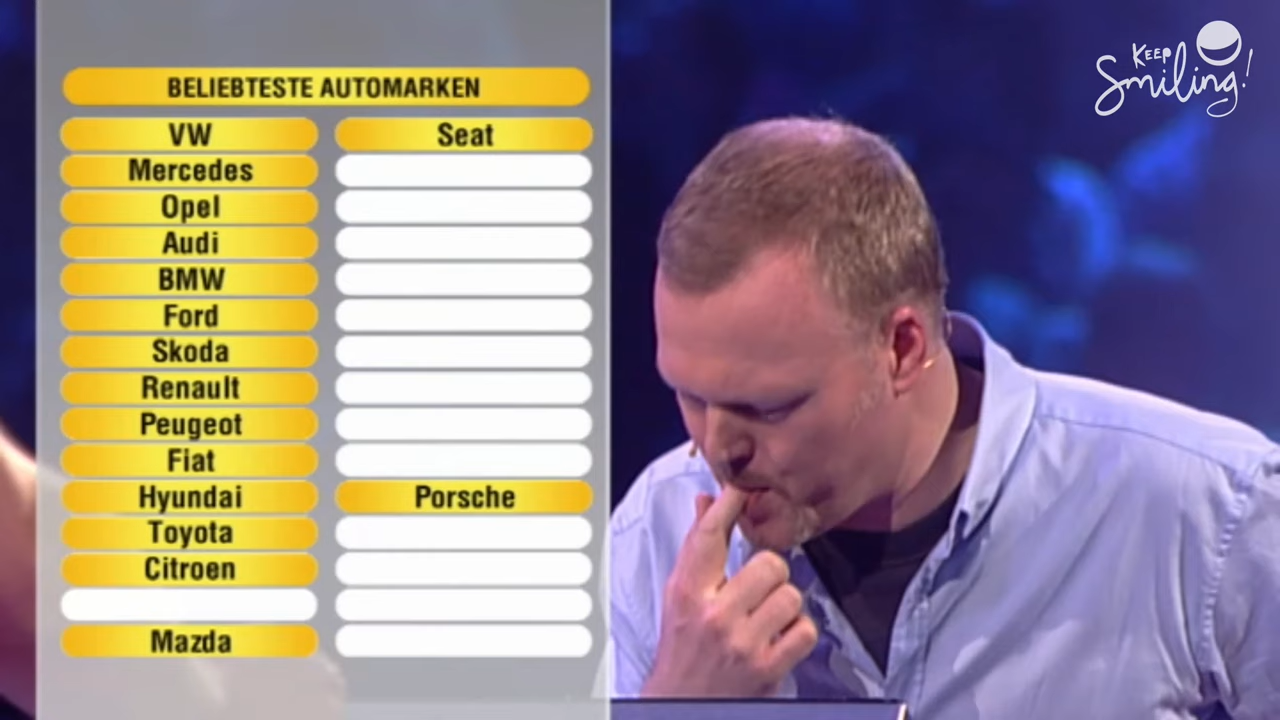 BELIEBTESTE AUTOMARKEN
VW
Mercedes
Opel
Audi
BMW
Ford
Skoda
Renault
Peugeot
Fiat
Hyundai
Toyota
Citroen
Mazda
Seat
Porsche
KEEP
Smiling!